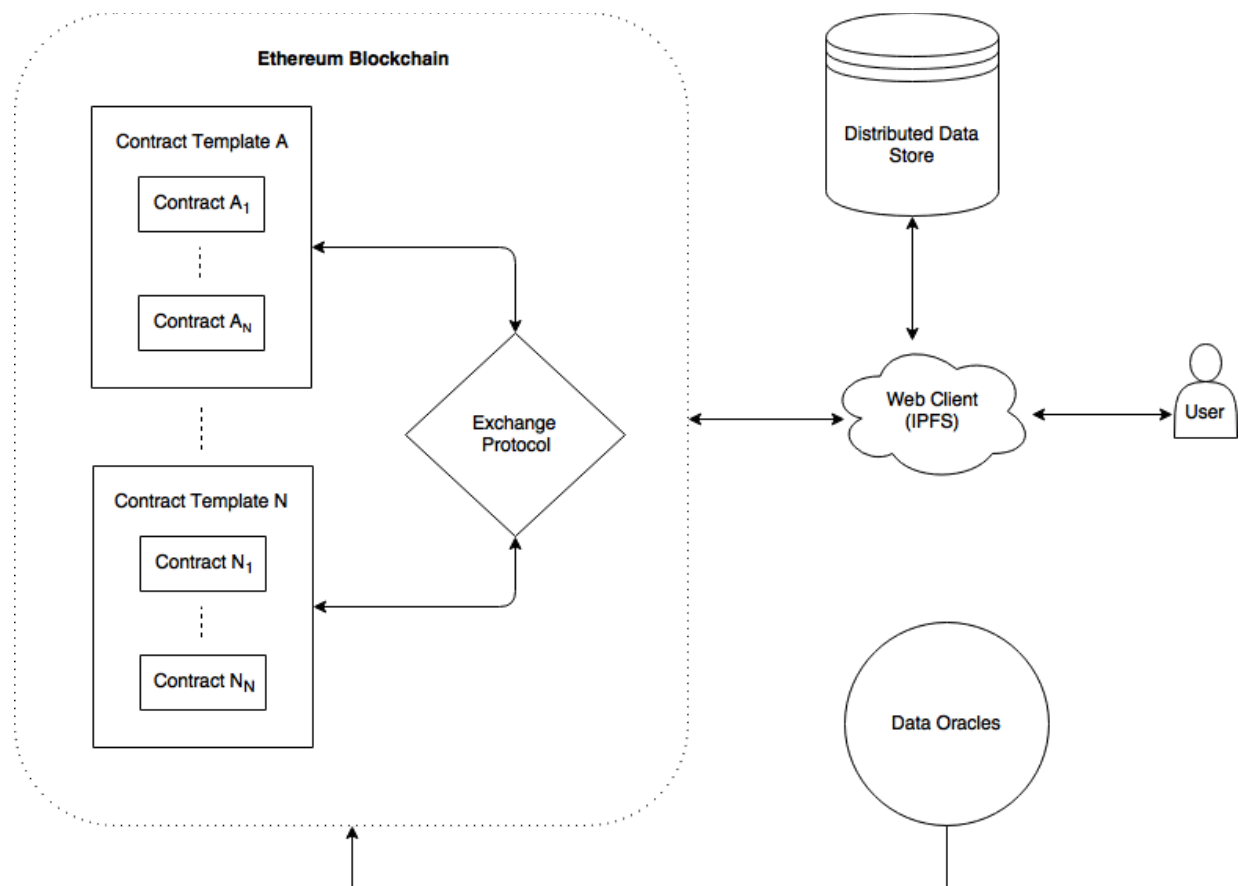 Ethereum Blockchain
Contract Template A
Contract A₁
Contract Aₙ
Contract Template N
Contract N₁
Contract Nₙ
Exchange
Protocol
Distributed Data
Store
Web Client
(IPFS)
User
Data Oracles